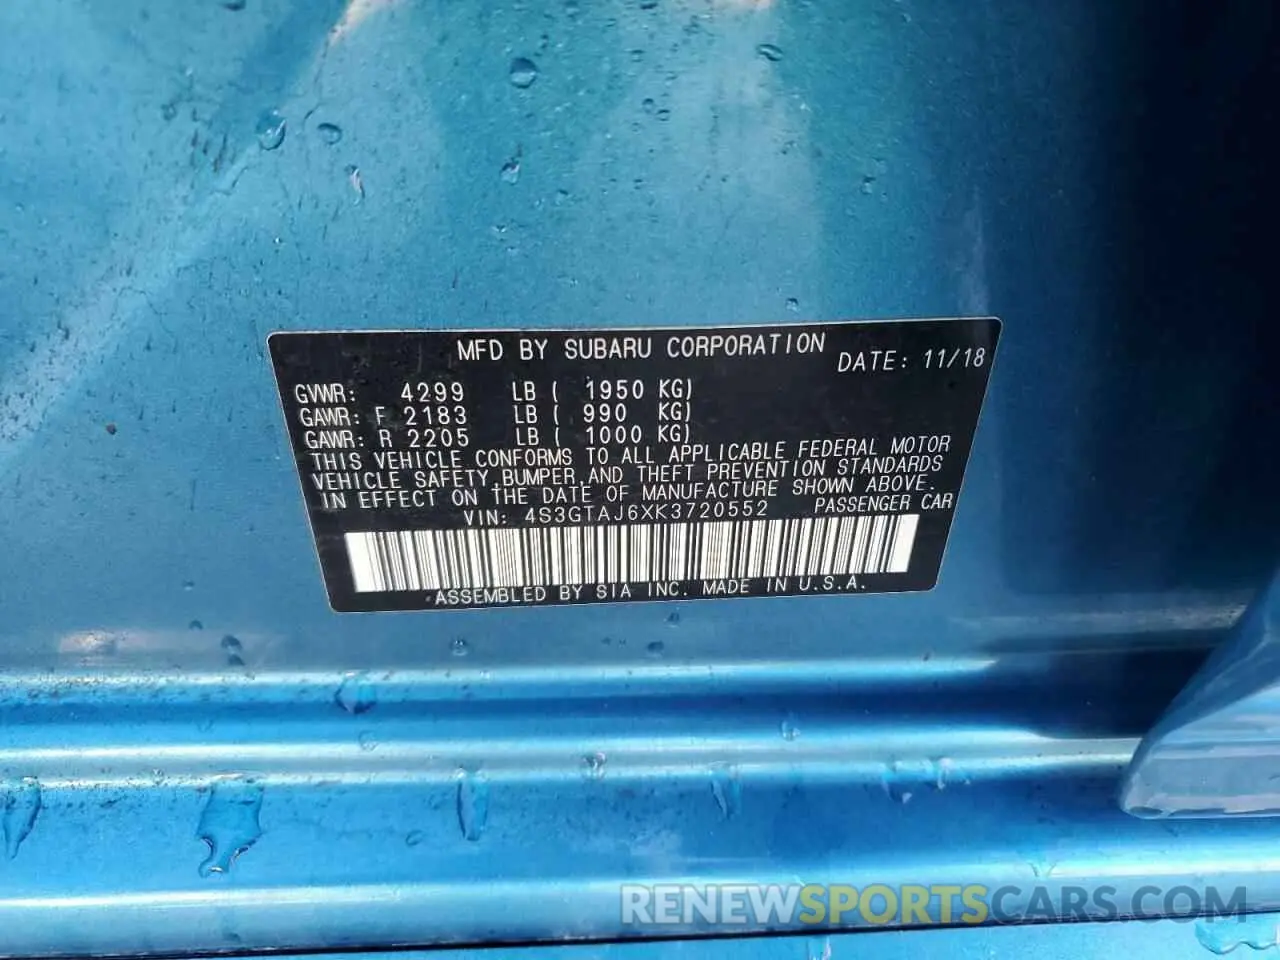 MFD BY SUBARU CORPORATION DATE: 11/18
GVWR: 4299 LB ( 1950 KG)
GAWR: F 2183 LB ( 990 KG)
GAWR: R 2205 LB ( 1000 KG)
THIS VEHICLE CONFORMS TO ALL APPLICABLE FEDERAL MOTOR
VEHICLE SAFETY,BUMPER,AND THEFT PREVENTION STANDARDS
IN EFFECT ON THE DATE OF MANUFACTURE SHOWN ABOVE.
VIN: 4S3GTAJ6XK3720552 PASSENGER CAR
ASSEMBLED BY SIA INC. MADE IN U.S.A.
RENEWSPORTSCARS.COM